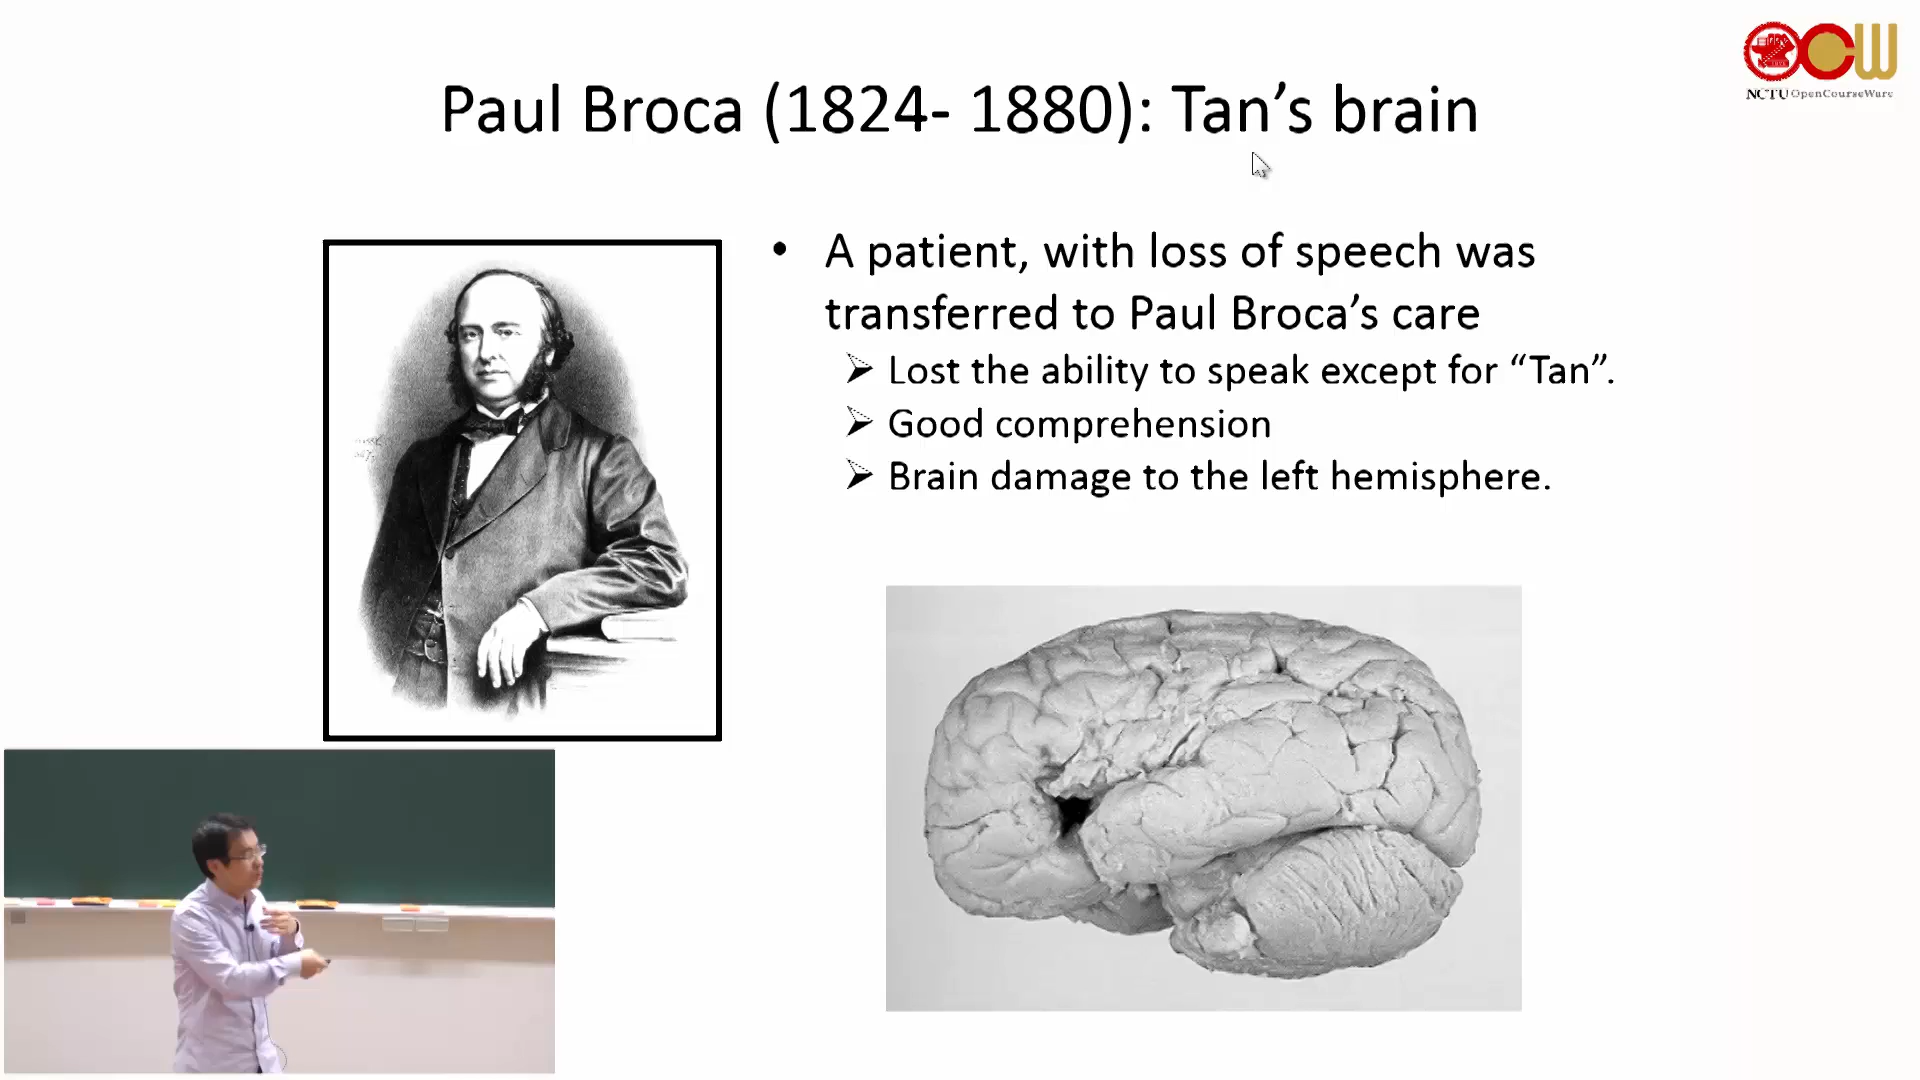 NCTU OpenCourseWare
Paul Broca (1824- 1880): Tan’s brain
• A patient, with loss of speech was
transferred to Paul Broca’s care
➢ Lost the ability to speak except for “Tan”.
➢ Good comprehension
➢ Brain damage to the left hemisphere.